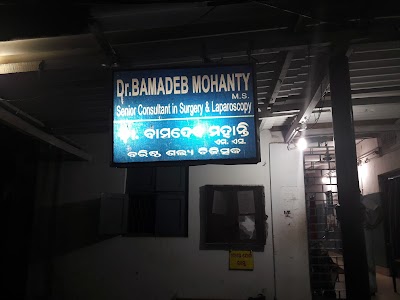 Dr.BAMADEB MOHANTY
M.S.
Senior Consultant in Surgery & Laparoscopy
ଡା. ବାମଦେବ ମହାନ୍ତି
ଏମ୍.ଏସ୍.
ବରିଷ୍ଠ ଶଲ୍ୟ ଚିକିତ୍ସକ